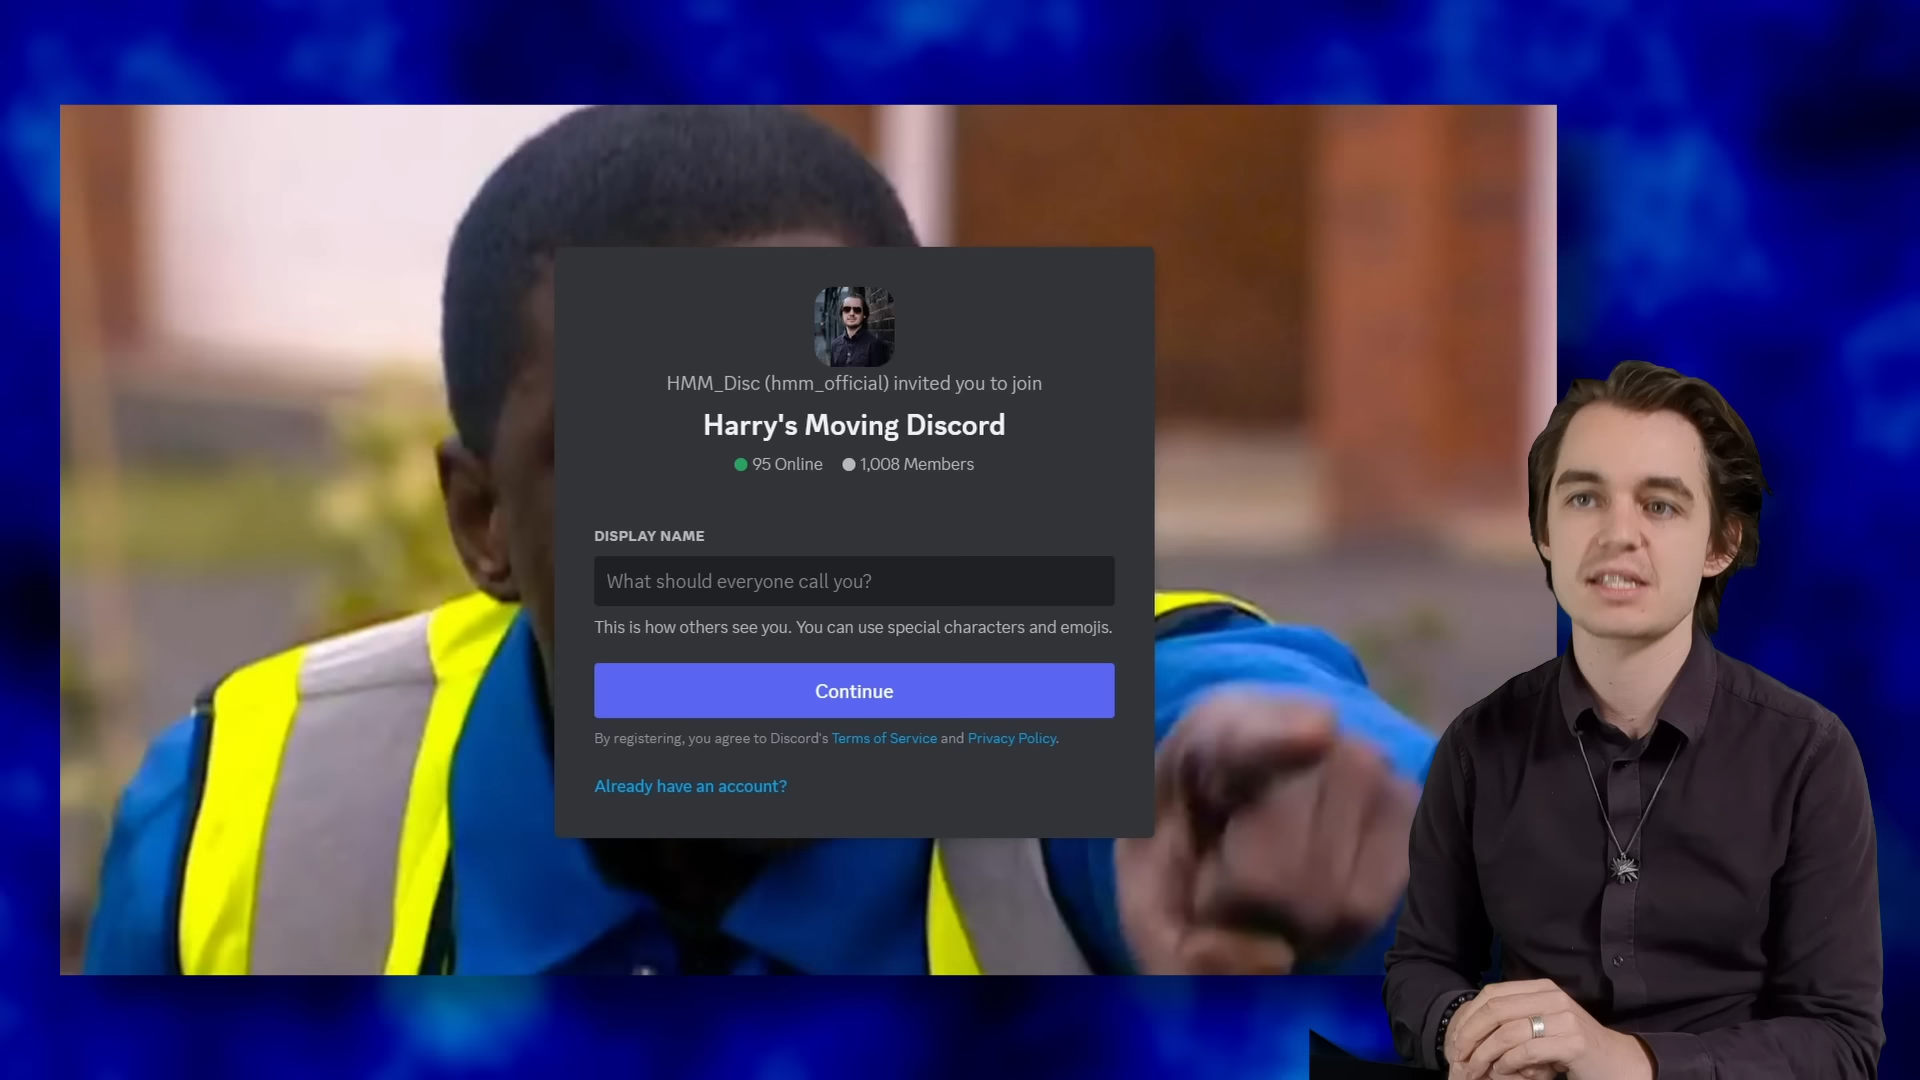 HMM_Disc (hmm_official) invited you to join
Harry's Moving Discord
95 Online 1,008 Members
DISPLAY NAME
What should everyone call you?
This is how others see you. You can use special characters and emojis.
Continue
By registering, you agree to Discord's Terms of Service and Privacy Policy.
Already have an account?